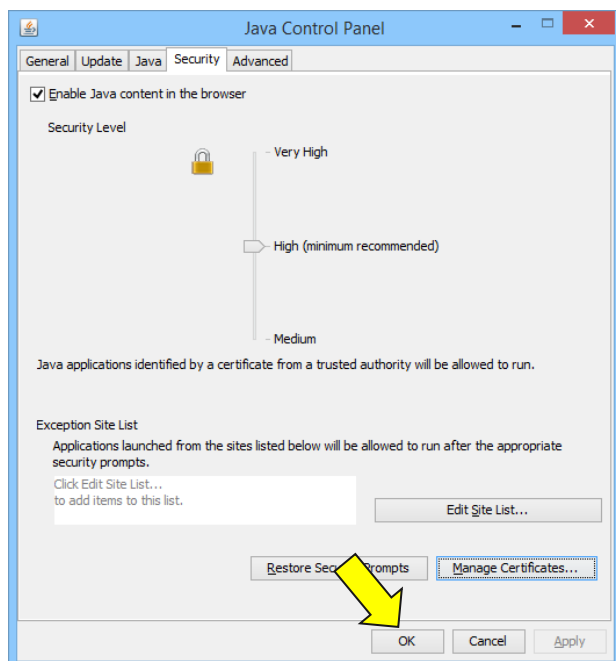 Java Control Panel
General Update Java Security Advanced
Enable Java content in the browser
Security Level
Very High
High (minimum recommended)
Medium
Java applications identified by a certificate from a trusted authority will be allowed to run.
Exception Site List
Applications launched from the sites listed below will be allowed to run after the appropriate
security prompts.
Click Edit Site List...
to add items to this list.
Edit Site List...
Restore Prompts Manage Certificates...
OK Cancel Apply